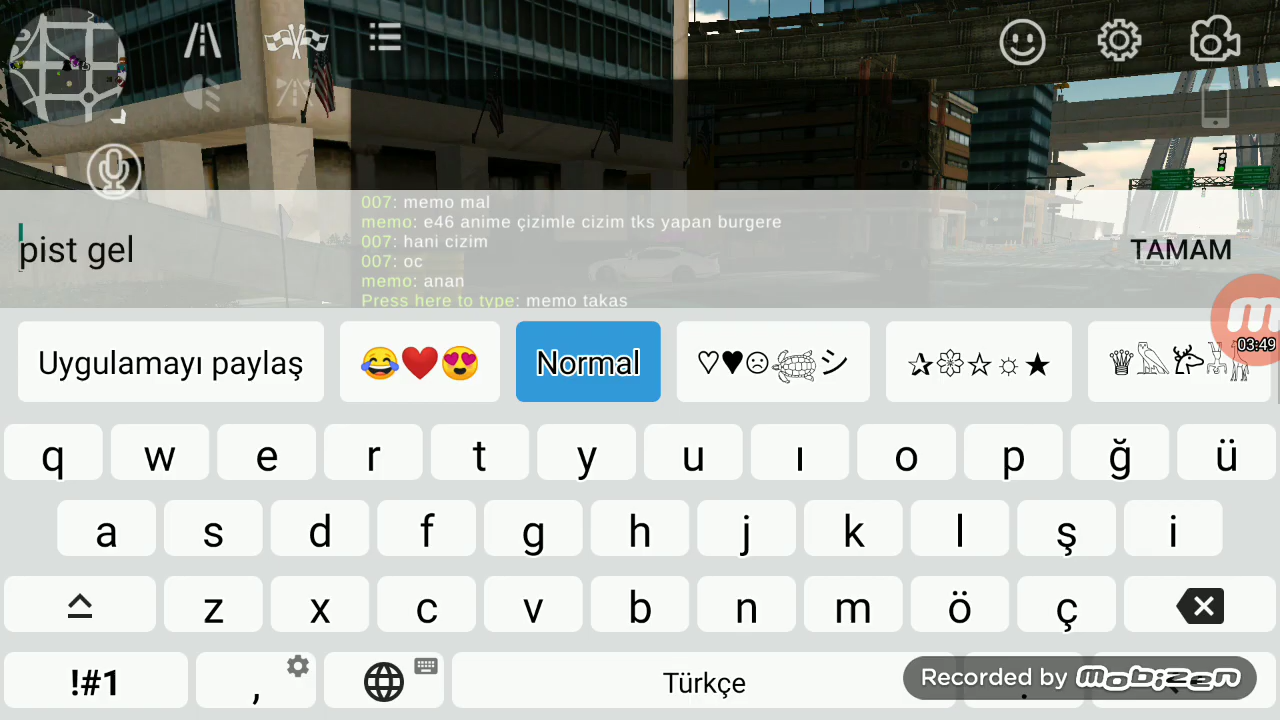 007: memo mal
memo: e46 anime çizimle cizim tks yapan burgere
007: hani cizim
007: oc
memo: anan
Press here to type: memo takas
pist gel
TAMAM
03:49
Uygulamayı paylaş
Normal
q w e r t y u ı o p ğ ü
a s d f g h j k l ş i
z x c v b n m ö ç
!#1 , Türkçe .
Recorded by mobizen